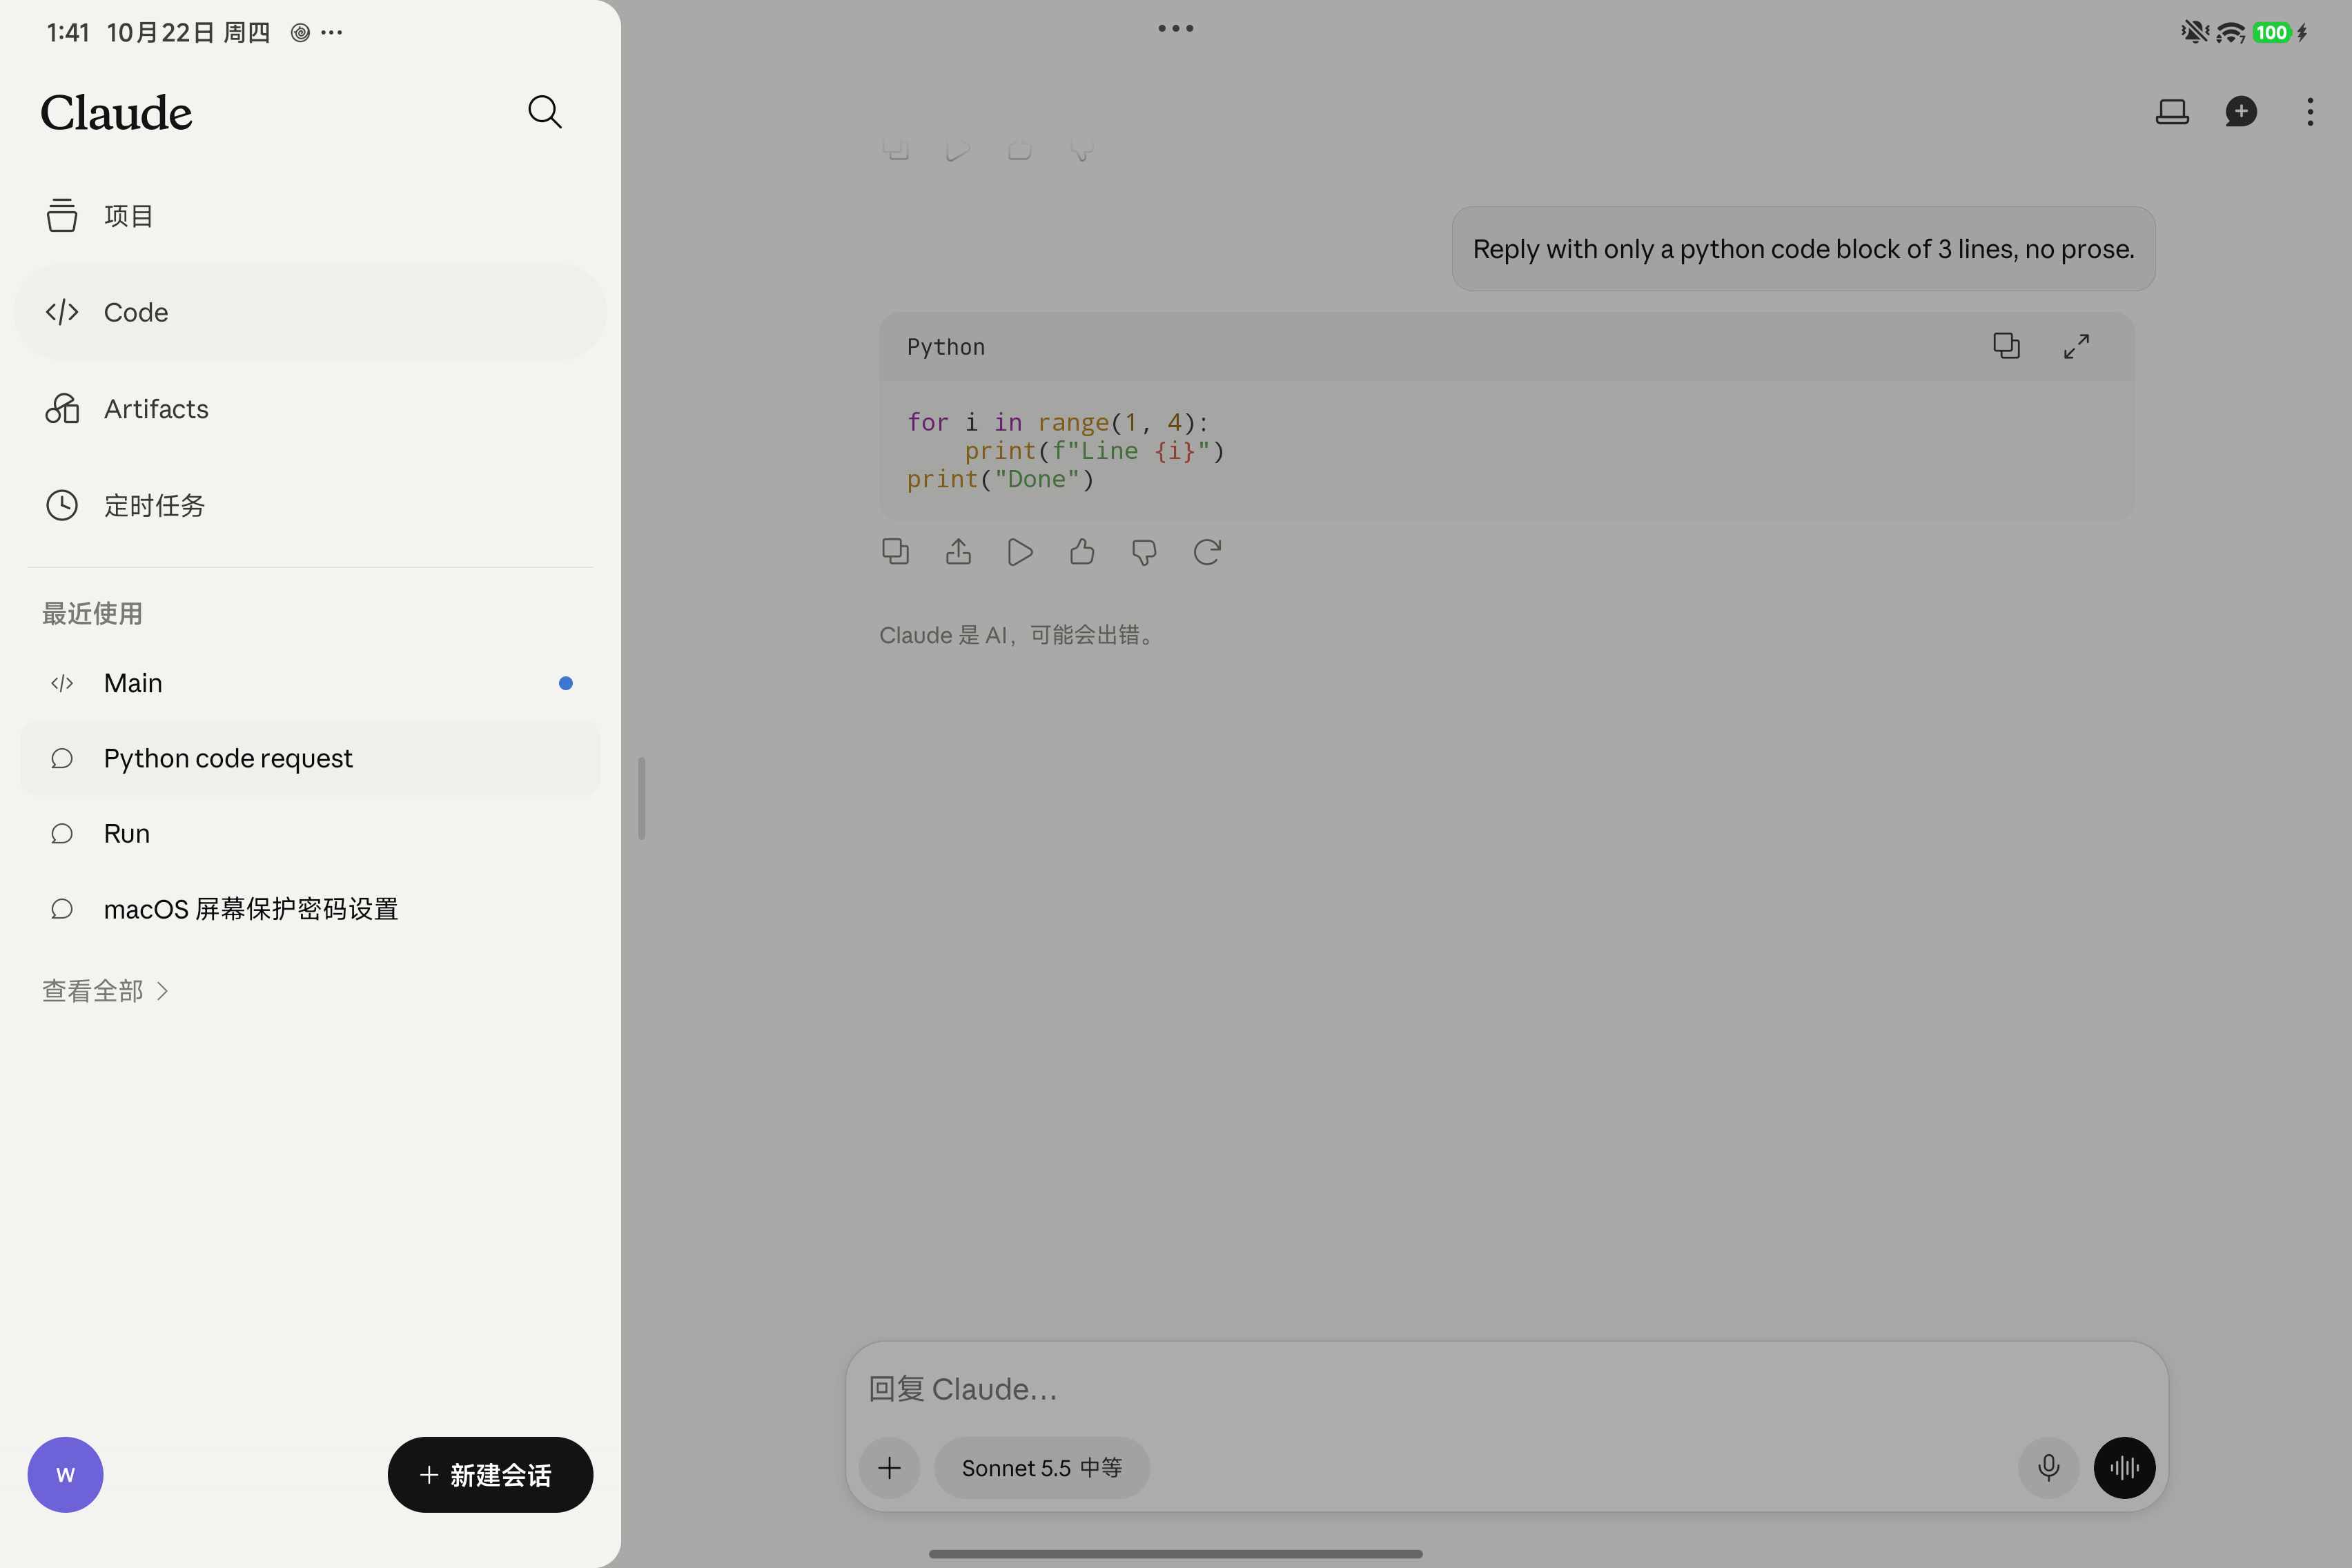 1:41 10月22日 周四
100
7
Claude
项目
Code
Artifacts
定时任务
最近使用
Main
Python code request
Run
macOS 屏幕保护密码设置
查看全部
W
新建会话
Reply with only a python code block of 3 lines, no prose.
Python
for i in range(1, 4):
    print(f"Line {i}")
print("Done")
Claude 是 AI，可能会出错。
回复 Claude...
Sonnet 5.5 中等